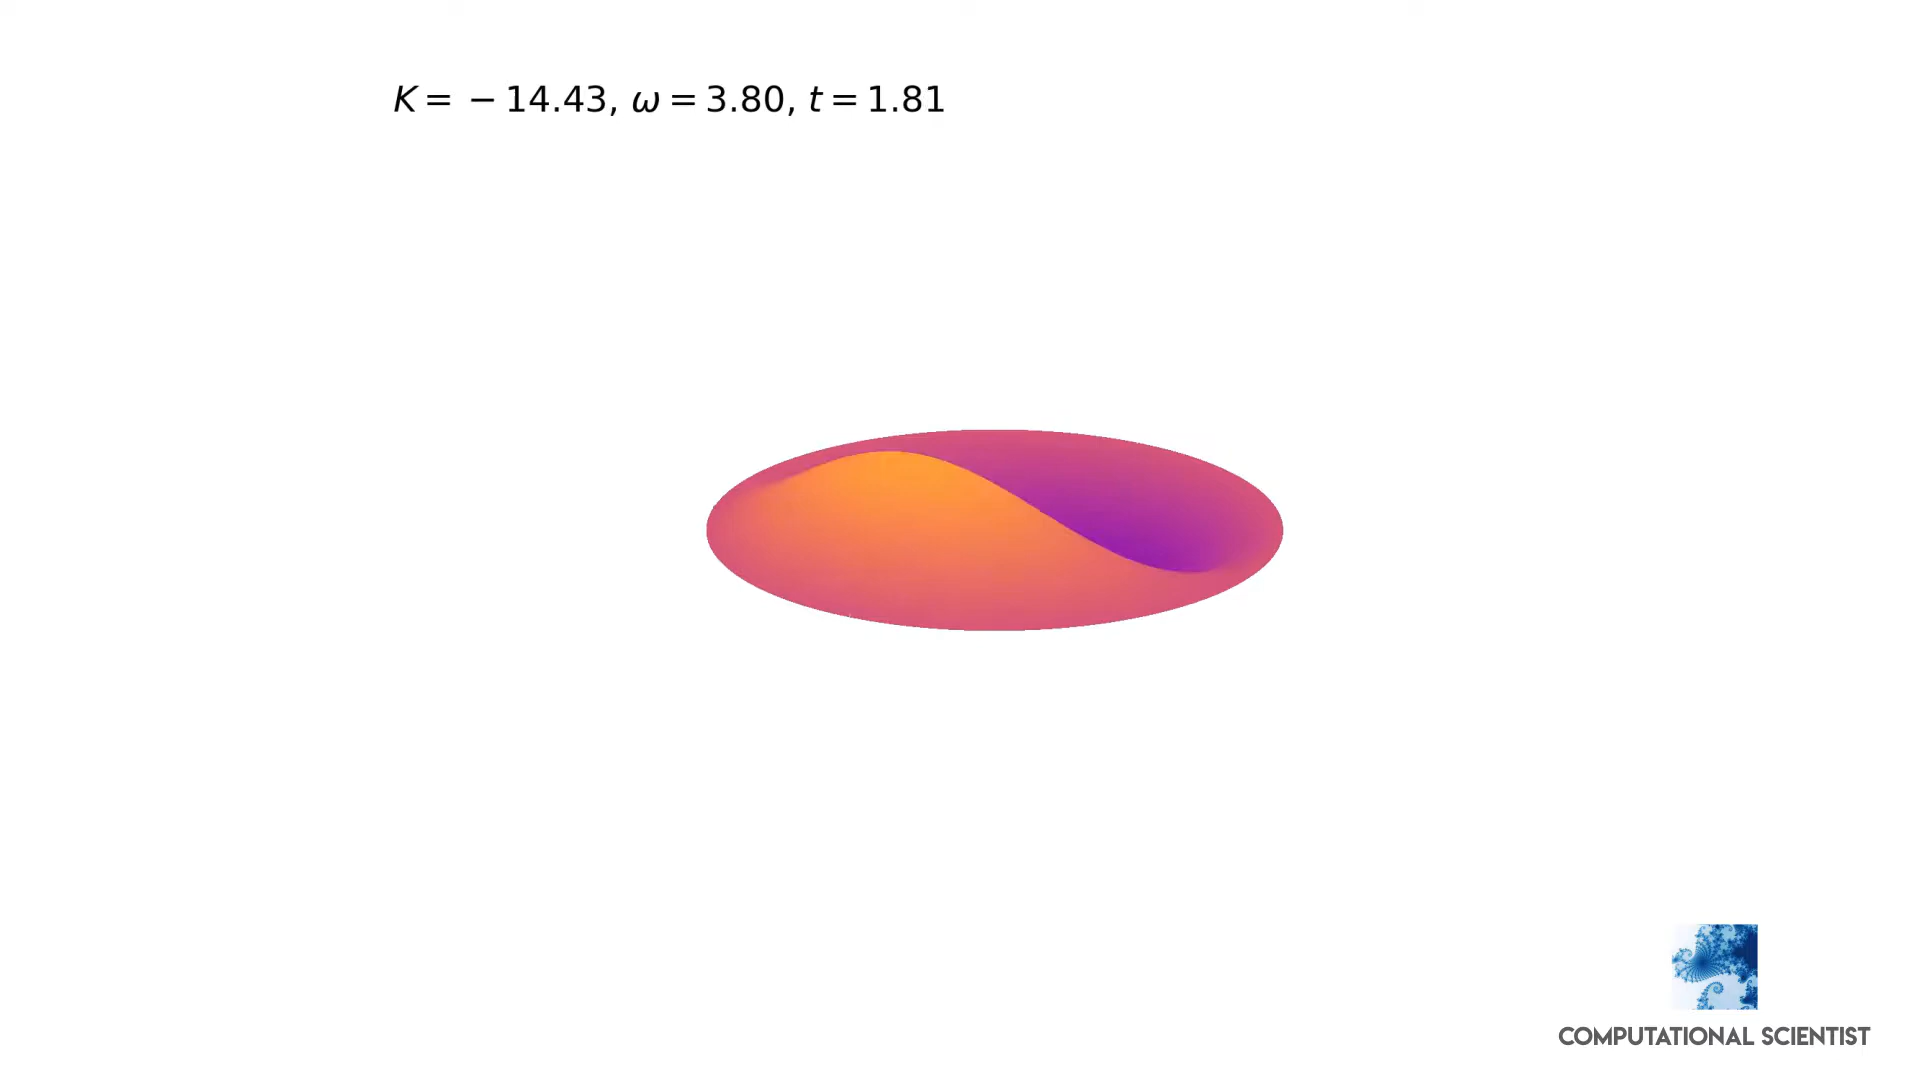 K = − 14.43, ω = 3.80, t = 1.81
COMPUTATIONAL SCIENTIST